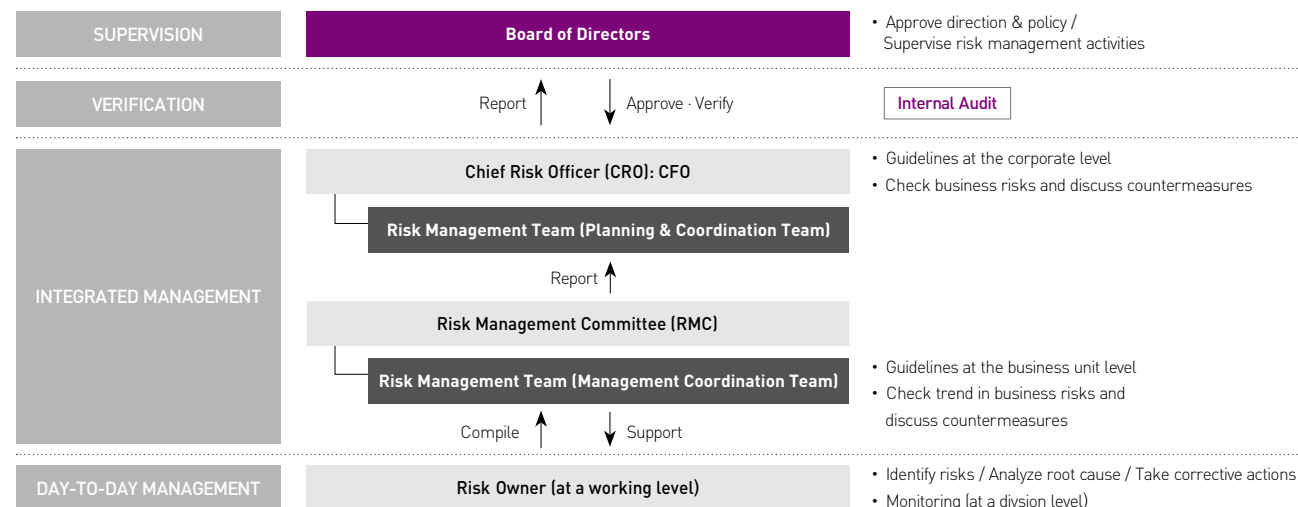 SUPERVISION
Board of Directors
• Approve direction & policy /
Supervise risk management activities
VERIFICATION
Report
Approve · Verify
Internal Audit
INTEGRATED MANAGEMENT
Chief Risk Officer (CRO): CFO
• Guidelines at the corporate level
• Check business risks and discuss countermeasures
Risk Management Team (Planning & Coordination Team)
Report
Risk Management Committee (RMC)
Risk Management Team (Management Coordination Team)
• Guidelines at the business unit level
• Check trend in business risks and
discuss countermeasures
Compile
Support
DAY-TO-DAY MANAGEMENT
Risk Owner (at a working level)
• Identify risks / Analyze root cause / Take corrective actions
• Monitoring (at a divsion level)